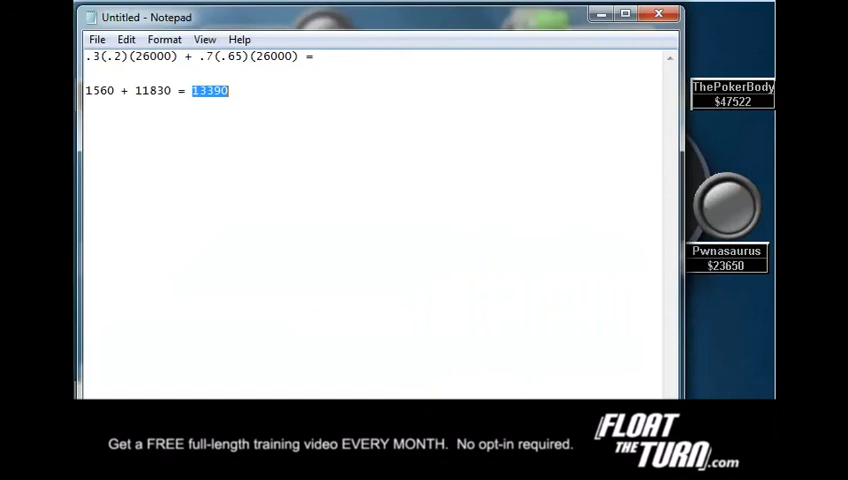 Untitled - Notepad
File Edit Format View Help
.3(.2)(26000) + .7(.65)(26000) =
1560 + 11830 = 13390
ThePokerBody
$47522
Pwnasaurus
$23650
Get a FREE full-length training video EVERY MONTH. No opt-in required.
FLOAT
THE TURN.com